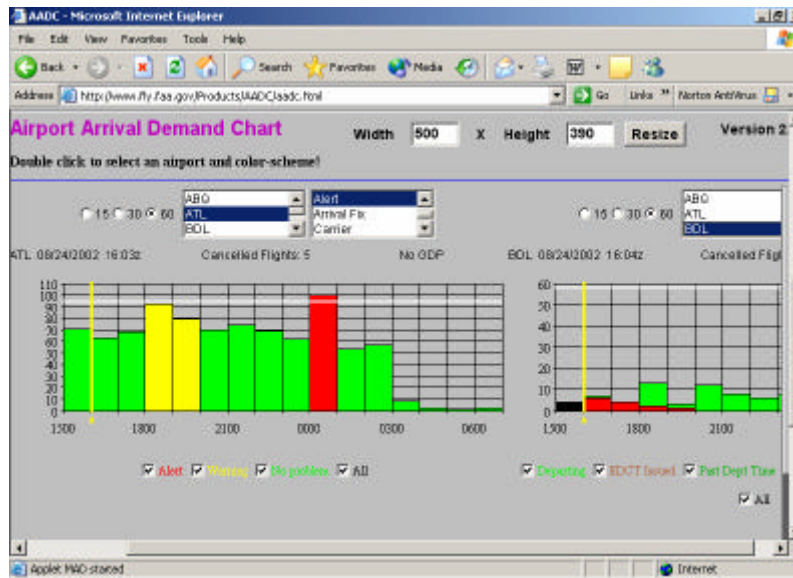 AADC - Microsoft Internet Explorer
File Edit View Favorites Tools Help
Back Search Favorites Media
Address http://www.fly.faa.gov/Products/AADC/aadc.html Go Links » Norton AntiVirus
Airport Arrival Demand Chart Width 500 X Height 390 Resize Version 2
Double click to select an airport and color-scheme!
15 30 60 ABQ ATL BDL Alert Arrival Fix Carrier 15 30 60 ABQ ATL BDL
ATL 08/24/2002 16:03z Cancelled Flights: 5 No GDP BDL 08/24/2002 16:04z Cancelled Fligh
110
100
90
80
70
60
50
40
30
20
10
0
1500 1800 2100 0000 0300 0600
60
50
40
30
20
10
0
1500 1800 2100
Alert Warning No problem All
Departing EDCT Issued Past Dept Time
All
Applet MAD started Internet